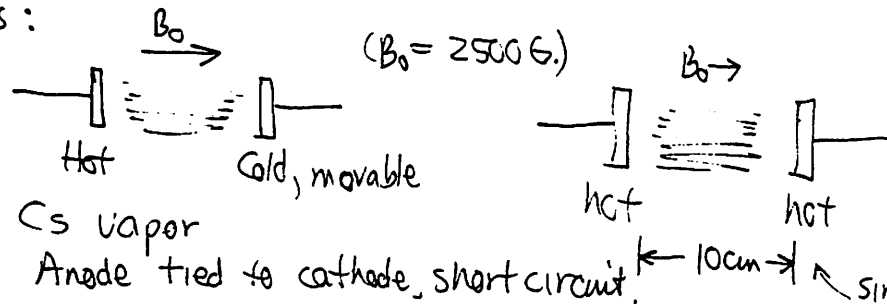 s:
B₀ (B₀ = 2500 G.) B₀
Hot Cold, movable hot hot
Cs vapor
10cm
Anode tied to cathode, short circuit.